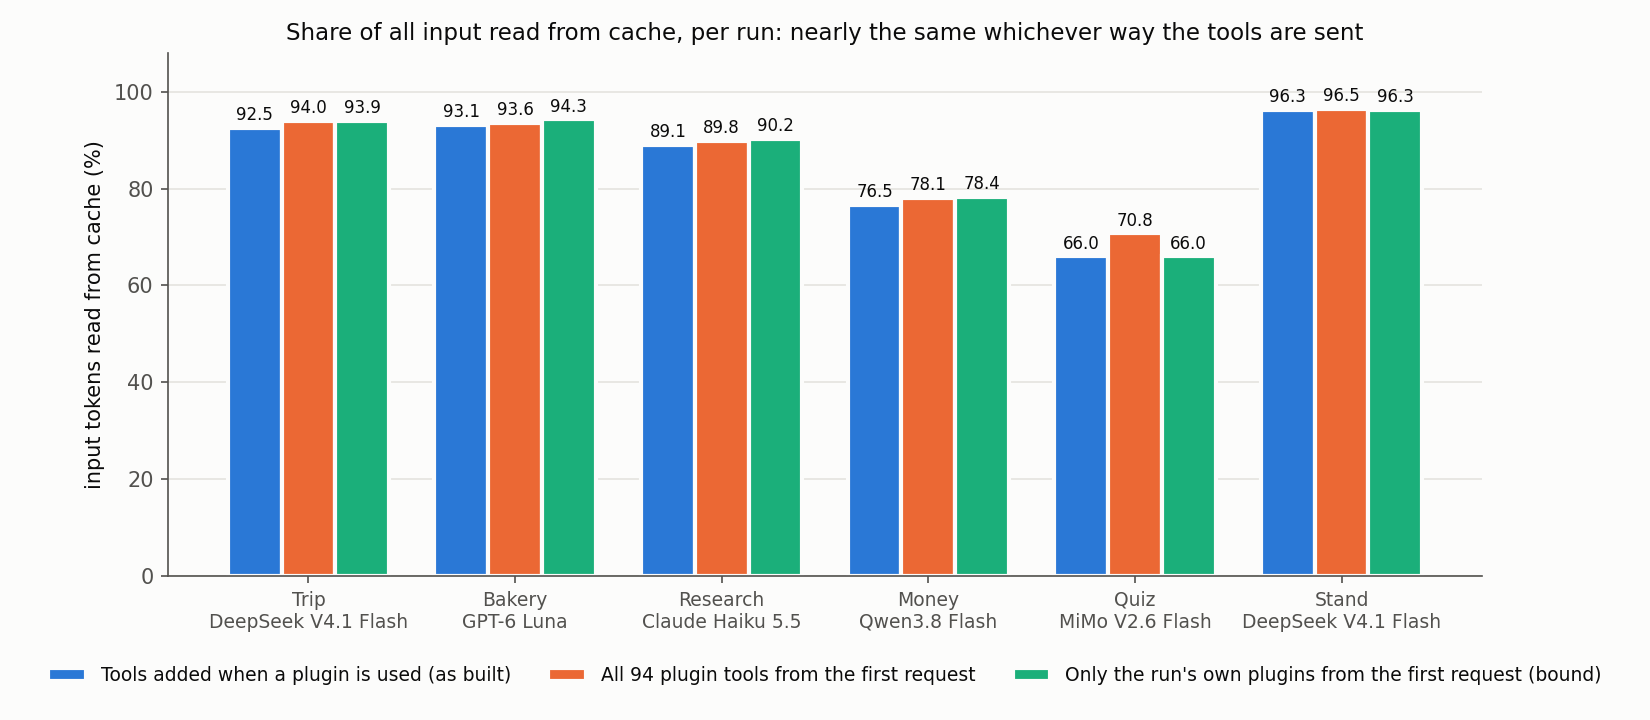 Share of all input read from cache, per run: nearly the same whichever way the tools are sent
input tokens read from cache (%)
100
80
60
40
20
0
92.5 94.0 93.9
93.1 93.6 94.3
89.1 89.8 90.2
76.5 78.1 78.4
66.0 70.8 66.0
96.3 96.5 96.3
Trip
DeepSeek V4.1 Flash
Bakery
GPT-6 Luna
Research
Claude Haiku 5.5
Money
Qwen3.8 Flash
Quiz
MiMo V2.6 Flash
Stand
DeepSeek V4.1 Flash
Tools added when a plugin is used (as built)
All 94 plugin tools from the first request
Only the run's own plugins from the first request (bound)